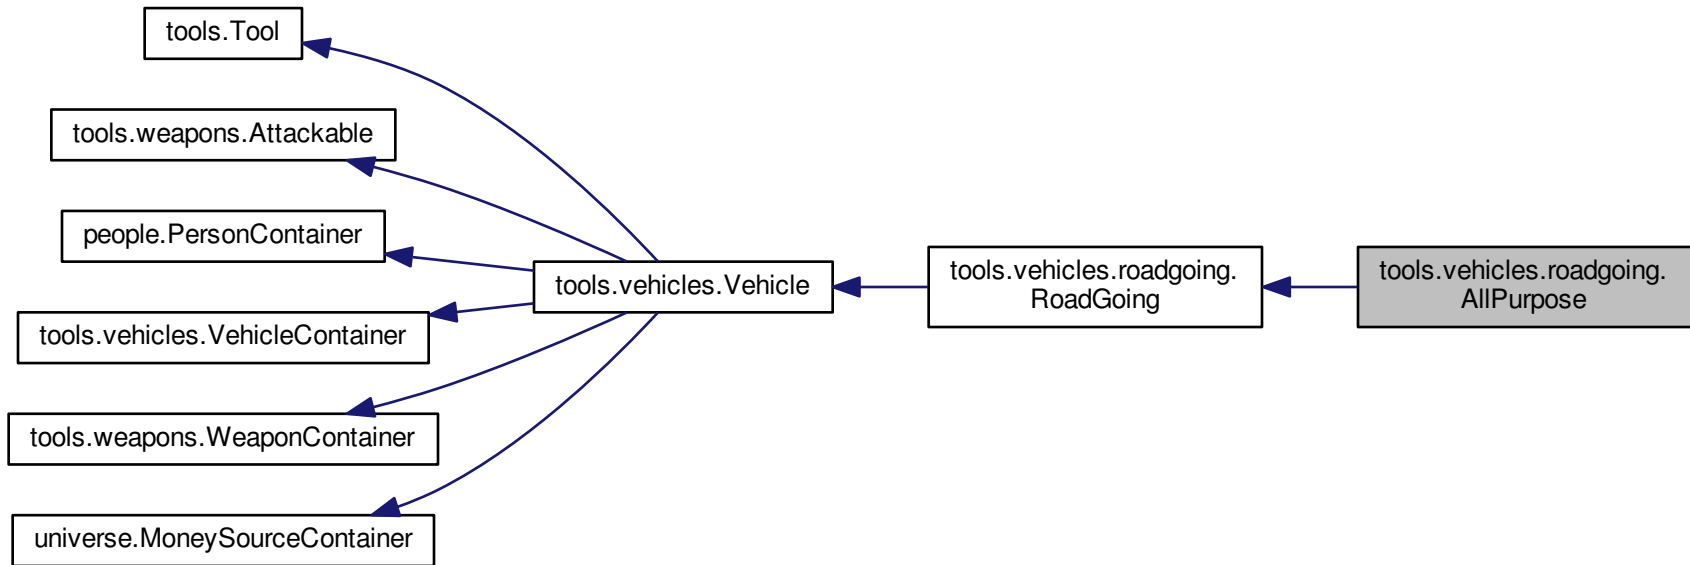 tools.Tool
tools.weapons.Attackable
people.PersonContainer
tools.vehicles.VehicleContainer
tools.weapons.WeaponContainer
universe.MoneySourceContainer
tools.vehicles.Vehicle
tools.vehicles.roadgoing.
RoadGoing
tools.vehicles.roadgoing.
AllPurpose